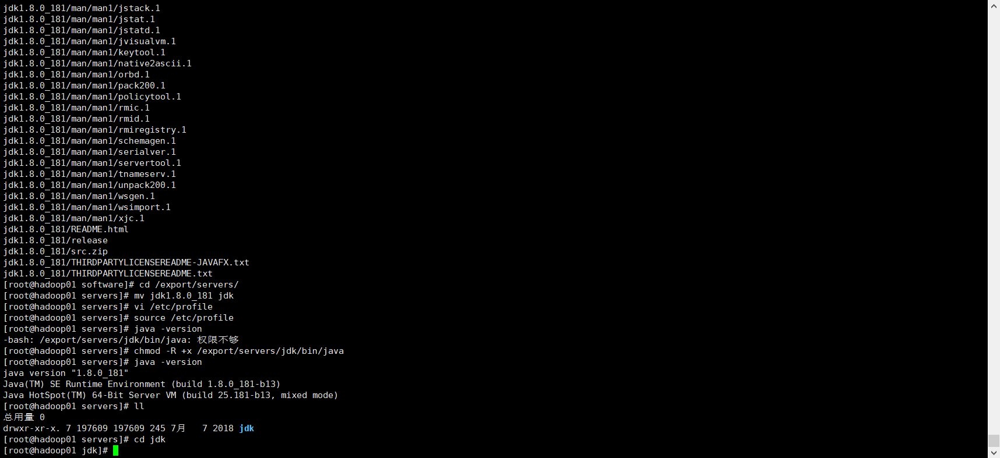 jdk1.8.0_181/man/man1/jstack.1
jdk1.8.0_181/man/man1/jstat.1
jdk1.8.0_181/man/man1/jstatd.1
jdk1.8.0_181/man/man1/jvisualvm.1
jdk1.8.0_181/man/man1/keytool.1
jdk1.8.0_181/man/man1/native2ascii.1
jdk1.8.0_181/man/man1/orbd.1
jdk1.8.0_181/man/man1/pack200.1
jdk1.8.0_181/man/man1/policytool.1
jdk1.8.0_181/man/man1/rmic.1
jdk1.8.0_181/man/man1/rmid.1
jdk1.8.0_181/man/man1/rmiregistry.1
jdk1.8.0_181/man/man1/schemagen.1
jdk1.8.0_181/man/man1/serialver.1
jdk1.8.0_181/man/man1/servertool.1
jdk1.8.0_181/man/man1/tnameserv.1
jdk1.8.0_181/man/man1/unpack200.1
jdk1.8.0_181/man/man1/wsgen.1
jdk1.8.0_181/man/man1/wsimport.1
jdk1.8.0_181/man/man1/xjc.1
jdk1.8.0_181/README.html
jdk1.8.0_181/release
jdk1.8.0_181/src.zip
jdk1.8.0_181/THIRDPARTYLICENSEREADME-JAVAFX.txt
jdk1.8.0_181/THIRDPARTYLICENSEREADME.txt
[root@hadoop01 software]# cd /export/servers/
[root@hadoop01 servers]# mv jdk1.8.0_181 jdk
[root@hadoop01 servers]# vi /etc/profile
[root@hadoop01 servers]# source /etc/profile
[root@hadoop01 servers]# java -version
-bash: /export/servers/jdk/bin/java: 权限不够
[root@hadoop01 servers]# chmod -R +x /export/servers/jdk/bin/java
[root@hadoop01 servers]# java -version
java version "1.8.0_181"
Java(TM) SE Runtime Environment (build 1.8.0_181-b13)
Java HotSpot(TM) 64-Bit Server VM (build 25.181-b13, mixed mode)
[root@hadoop01 servers]# ll
总用量 0
drwxr-xr-x. 7 197609 197609 245 7月   7 2018 jdk
[root@hadoop01 servers]# cd jdk
[root@hadoop01 jdk]#